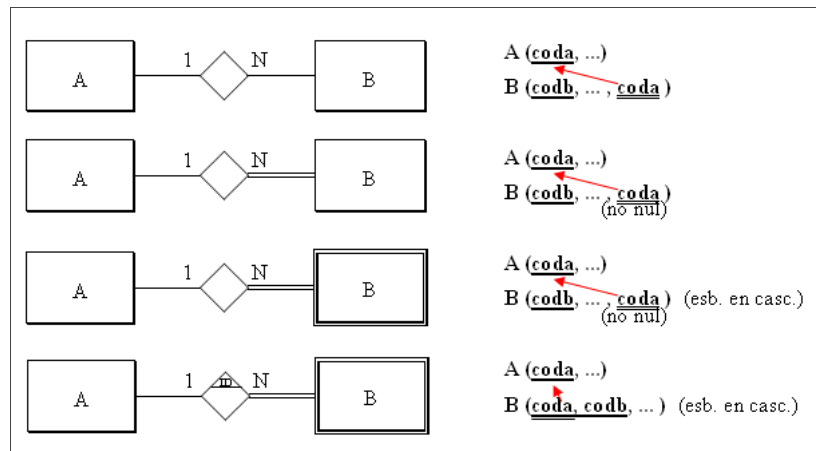 A 1 N B
A (coda, ...)
B (codb, ... , coda )
A 1 N B
A (coda, ...)
B (codb, ... , coda)
(no nul)
A 1 N B
A (coda, ...)
B (codb, ... , coda ) (esb. en casc.)
(no nul)
A 1 ID N B
A (coda, ...)
B (coda, codb, ... ) (esb. en casc.)